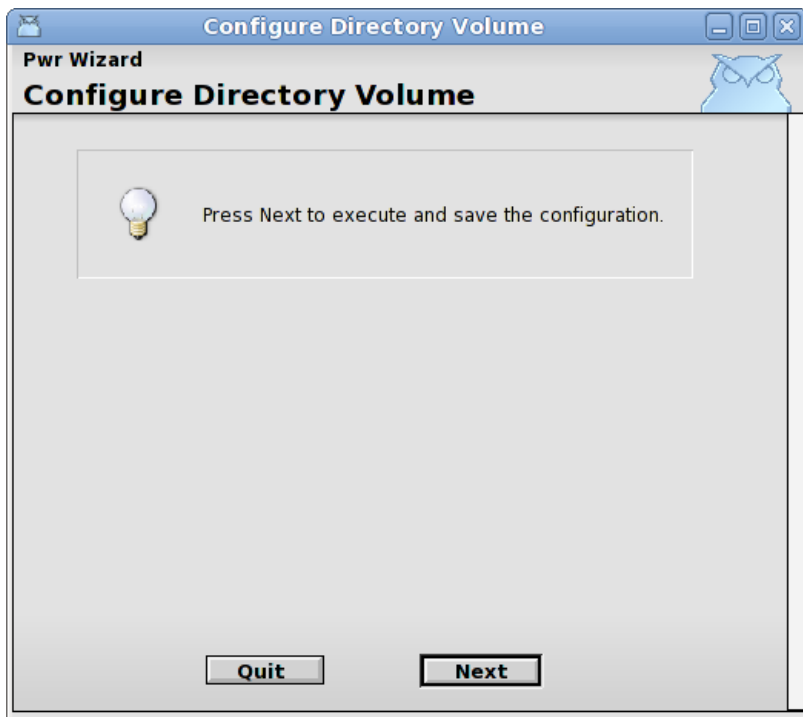 Configure Directory Volume
Pwr Wizard
Configure Directory Volume
Press Next to execute and save the configuration.
Quit
Next